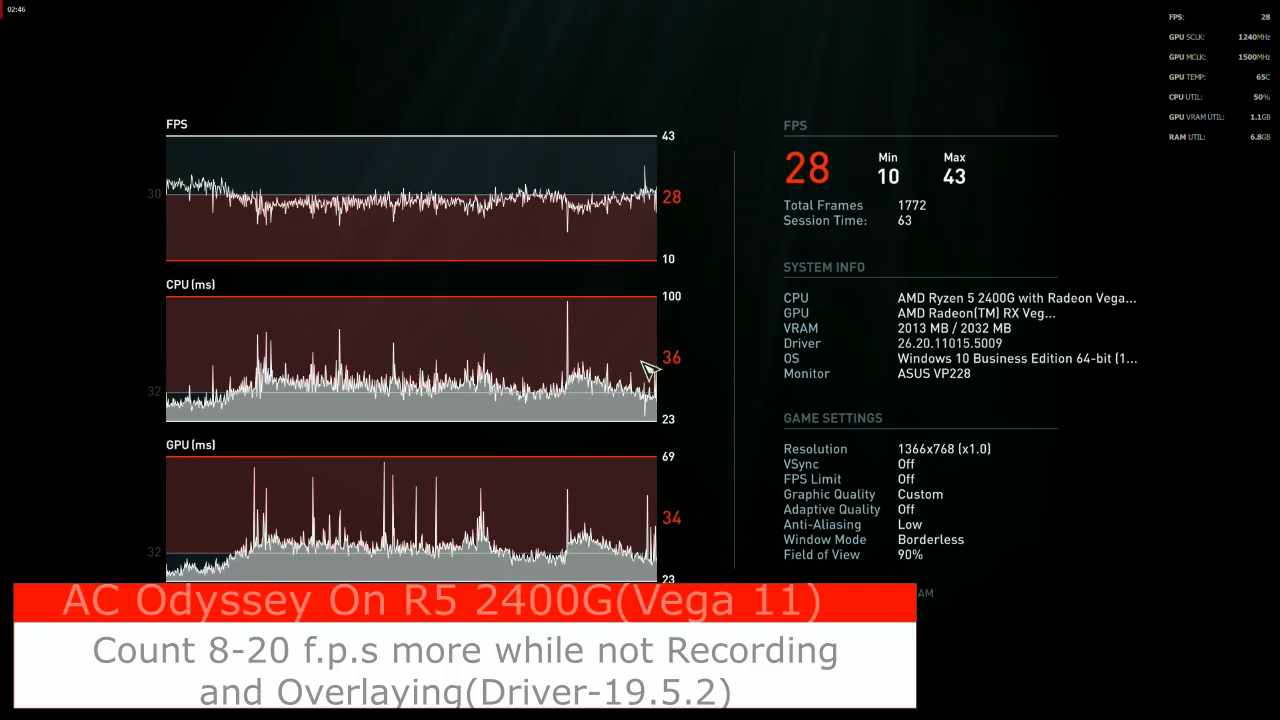 02:46
FPS: 28
GPU SCLK: 1240MHz
GPU MCLK: 1500MHz
GPU TEMP: 65C
CPU UTIL: 50%
GPU VRAM UTIL: 1.1GB
RAM UTIL: 6.8GB
FPS
43
30
28
10
CPU (ms)
100
36
32
23
GPU (ms)
69
34
32
23
FPS
28
Min Max
10 43
Total Frames 1772
Session Time: 63
SYSTEM INFO
CPU AMD Ryzen 5 2400G with Radeon Vega...
GPU AMD Radeon(TM) RX Veg...
VRAM 2013 MB / 2032 MB
Driver 26.20.11015.5009
OS Windows 10 Business Edition 64-bit (1...
Monitor ASUS VP228
GAME SETTINGS
Resolution 1366x768 (x1.0)
VSync Off
FPS Limit Off
Graphic Quality Custom
Adaptive Quality Off
Anti-Aliasing Low
Window Mode Borderless
Field of View 90%
AM
AC Odyssey On R5 2400G(Vega 11)
Count 8-20 f.p.s more while not Recording
and Overlaying(Driver-19.5.2)